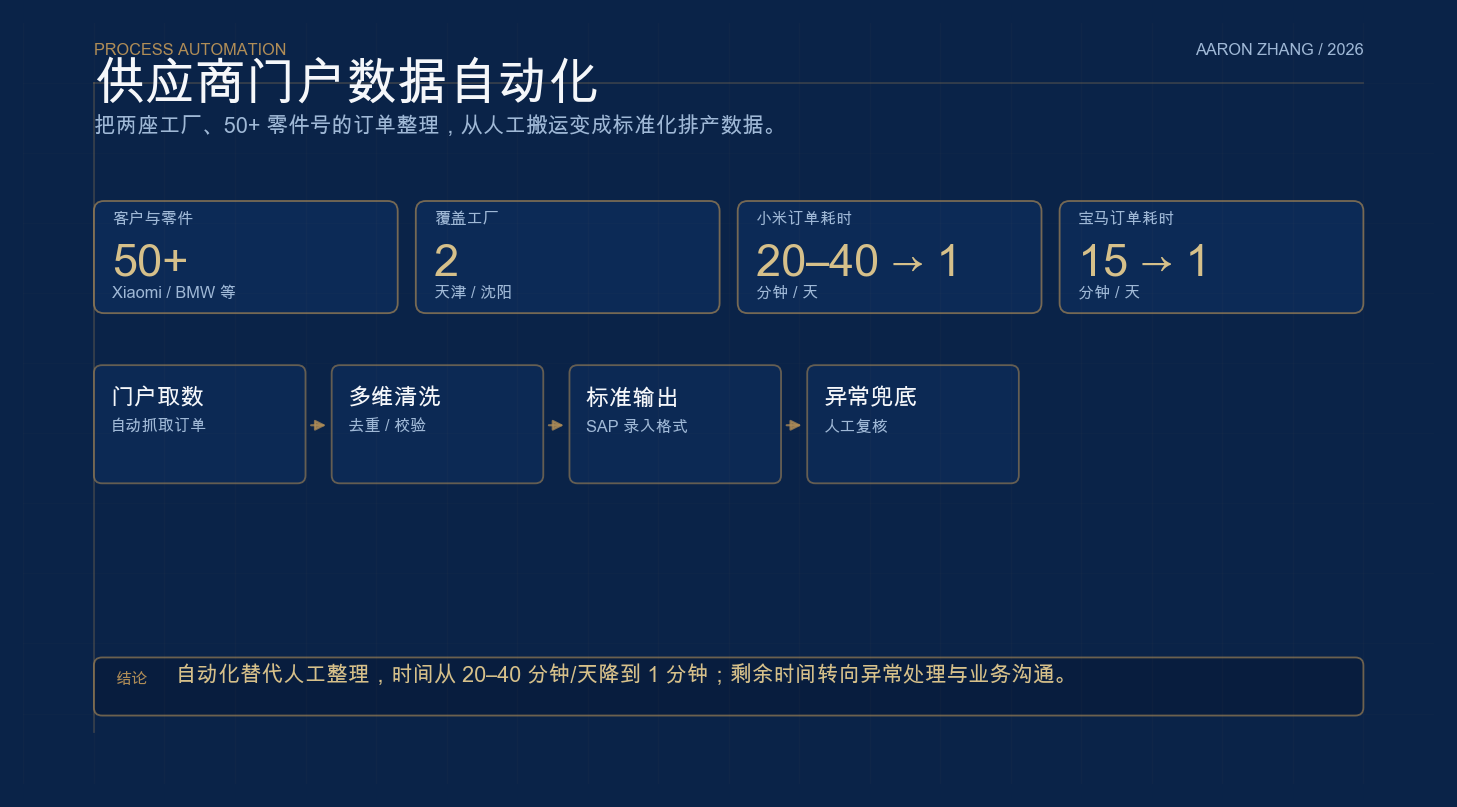 PROCESS AUTOMATION
AARON ZHANG / 2026
供应商门户数据自动化
把两座工厂、50+ 零件号的订单整理，从人工搬运变成标准化排产数据。
客户与零件
50+
Xiaomi / BMW 等
覆盖工厂
2
天津 / 沈阳
小米订单耗时
20–40 → 1
分钟 / 天
宝马订单耗时
15 → 1
分钟 / 天
门户取数
自动抓取订单
多维清洗
去重 / 校验
标准输出
SAP 录入格式
异常兜底
人工复核
结论
自动化替代人工整理，时间从 20–40 分钟/天降到 1 分钟；剩余时间转向异常处理与业务沟通。